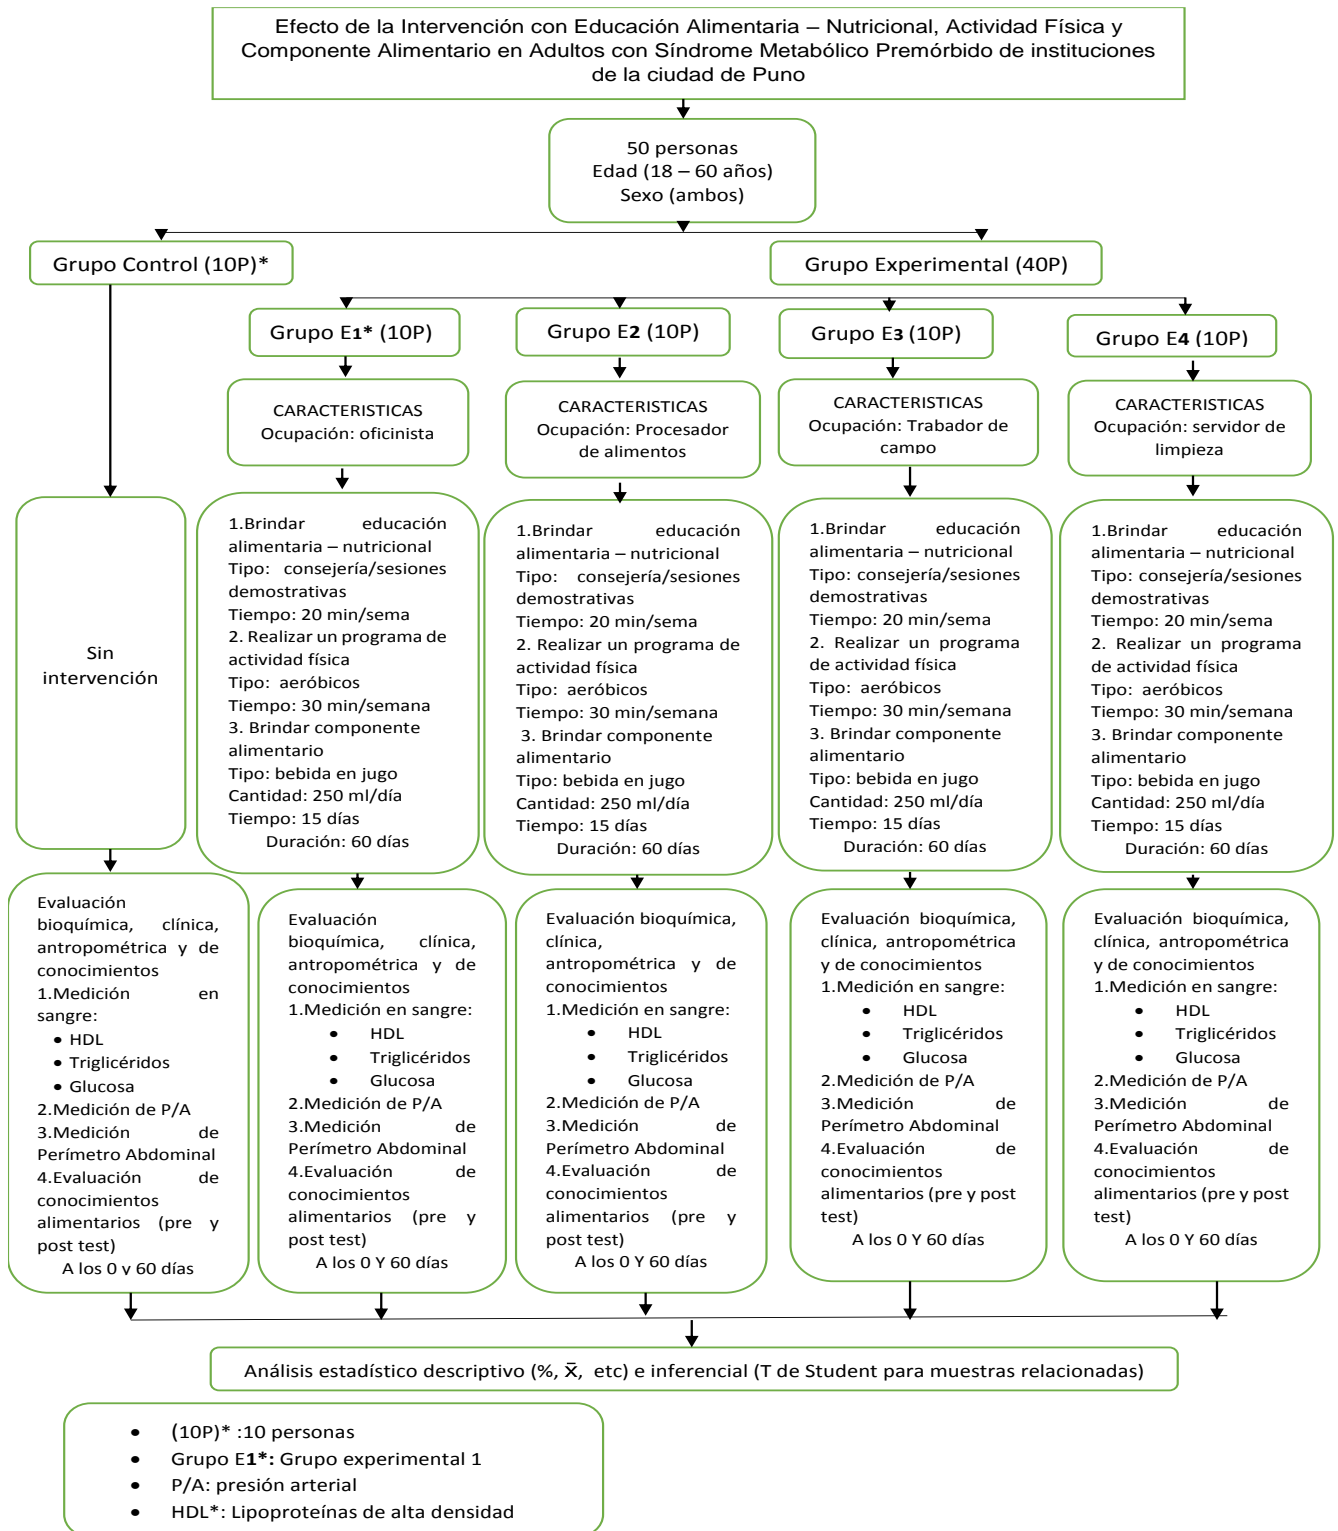 Efecto de la Intervención con Educación Alimentaria – Nutricional, Actividad Física y
Componente Alimentario en Adultos con Síndrome Metabólico Premórbido de instituciones
de la ciudad de Puno
50 personas
Edad (18 – 60 años)
Sexo (ambos)
Grupo Control (10P)*
Grupo Experimental (40P)
Grupo E1* (10P)
Grupo E2 (10P)
Grupo E3 (10P)
Grupo E4 (10P)
CARACTERISTICAS
Ocupación: oficinista
CARACTERISTICAS
Ocupación: Procesador
de alimentos
CARACTERISTICAS
Ocupación: Trabador de
campo
CARACTERISTICAS
Ocupación: servidor de
limpieza
Sin
intervención
1.Brindar educación
alimentaria – nutricional
Tipo: consejería/sesiones
demostrativas
Tiempo: 20 min/sema
2. Realizar un programa de
actividad física
Tipo: aeróbicos
Tiempo: 30 min/semana
3. Brindar componente
alimentario
Tipo: bebida en jugo
Cantidad: 250 ml/día
Tiempo: 15 días
Duración: 60 días
1.Brindar educación
alimentaria – nutricional
Tipo: consejería/sesiones
demostrativas
Tiempo: 20 min/sema
2. Realizar un programa de
actividad física
Tipo: aeróbicos
Tiempo: 30 min/semana
3. Brindar componente
alimentario
Tipo: bebida en jugo
Cantidad: 250 ml/día
Tiempo: 15 días
Duración: 60 días
1.Brindar educación
alimentaria – nutricional
Tipo: consejería/sesiones
demostrativas
Tiempo: 20 min/sema
2. Realizar un programa
de actividad física
Tipo: aeróbicos
Tiempo: 30 min/semana
3. Brindar componente
alimentario
Tipo: bebida en jugo
Cantidad: 250 ml/día
Tiempo: 15 días
Duración: 60 días
1.Brindar educación
alimentaria – nutricional
Tipo: consejería/sesiones
demostrativas
Tiempo: 20 min/sema
2. Realizar un programa
de actividad física
Tipo: aeróbicos
Tiempo: 30 min/semana
3. Brindar componente
alimentario
Tipo: bebida en jugo
Cantidad: 250 ml/día
Tiempo: 15 días
Duración: 60 días
Evaluación
bioquímica, clínica,
antropométrica y de
conocimientos
1.Medición en
sangre:
• HDL
• Triglicéridos
• Glucosa
2.Medición de P/A
3.Medición de
Perímetro Abdominal
4.Evaluación de
conocimientos
alimentarios (pre y
post test)
A los 0 y 60 días
Evaluación
bioquímica, clínica,
antropométrica y de
conocimientos
1.Medición en sangre:
• HDL
• Triglicéridos
• Glucosa
2.Medición de P/A
3.Medición de
Perímetro Abdominal
4.Evaluación de
conocimientos
alimentarios (pre y
post test)
A los 0 Y 60 días
Evaluación bioquímica,
clínica,
antropométrica y de
conocimientos
1.Medición en sangre:
• HDL
• Triglicéridos
• Glucosa
2.Medición de P/A
3.Medición de
Perímetro Abdominal
4.Evaluación de
conocimientos
alimentarios (pre y
post test)
A los 0 Y 60 días
Evaluación bioquímica,
clínica, antropométrica
y de conocimientos
1.Medición en sangre:
• HDL
• Triglicéridos
• Glucosa
2.Medición de P/A
3.Medición de
Perímetro Abdominal
4.Evaluación de
conocimientos
alimentarios (pre y post
test)
A los 0 Y 60 días
Evaluación bioquímica,
clínica, antropométrica
y de conocimientos
1.Medición en sangre:
• HDL
• Triglicéridos
• Glucosa
2.Medición de P/A
3.Medición de
Perímetro Abdominal
4.Evaluación de
conocimientos
alimentarios (pre y post
test)
A los 0 Y 60 días
Análisis estadístico descriptivo (%, x̄, etc) e inferencial (T de Student para muestras relacionadas)
• (10P)* :10 personas
• Grupo E1*: Grupo experimental 1
• P/A: presión arterial
• HDL*: Lipoproteínas de alta densidad